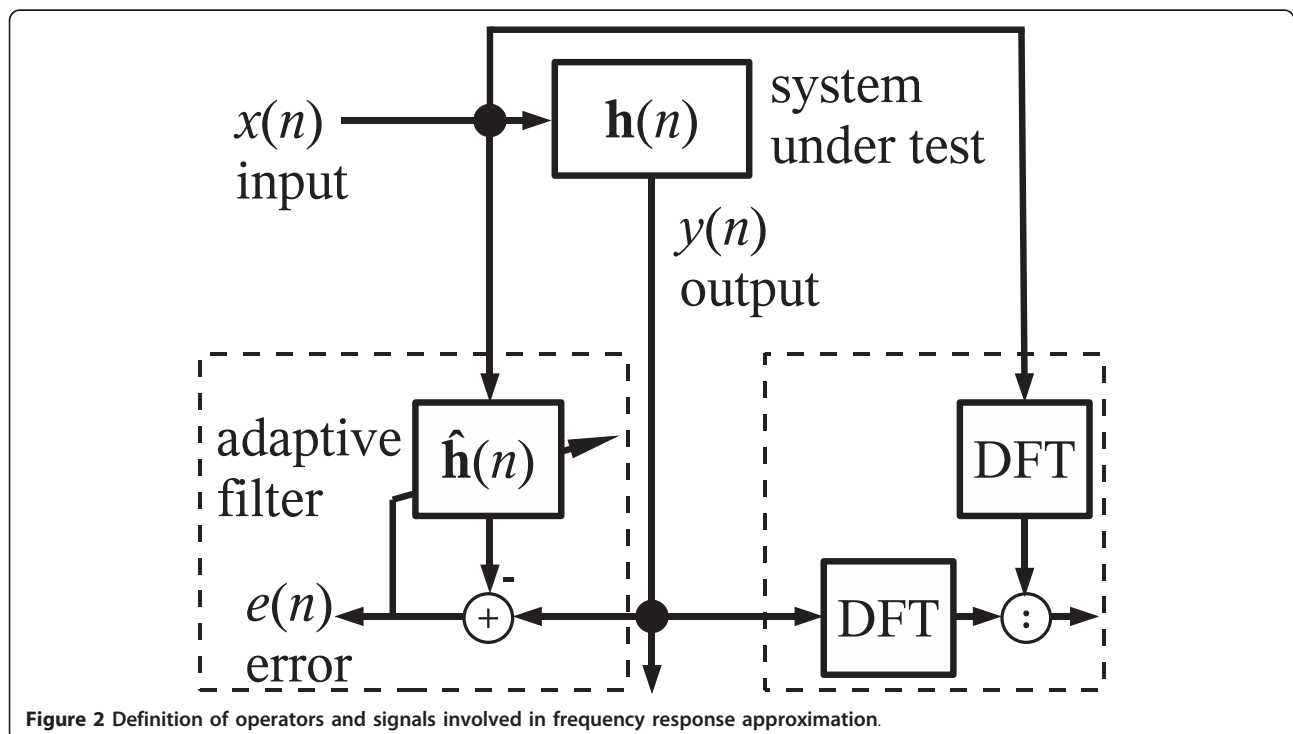 x(n)
input
h(n)
system
under test
y(n)
output
adaptive
filter
ĥ(n)
DFT
-
e(n)
error
+
DFT
:
Figure 2 Definition of operators and signals involved in frequency response approximation.